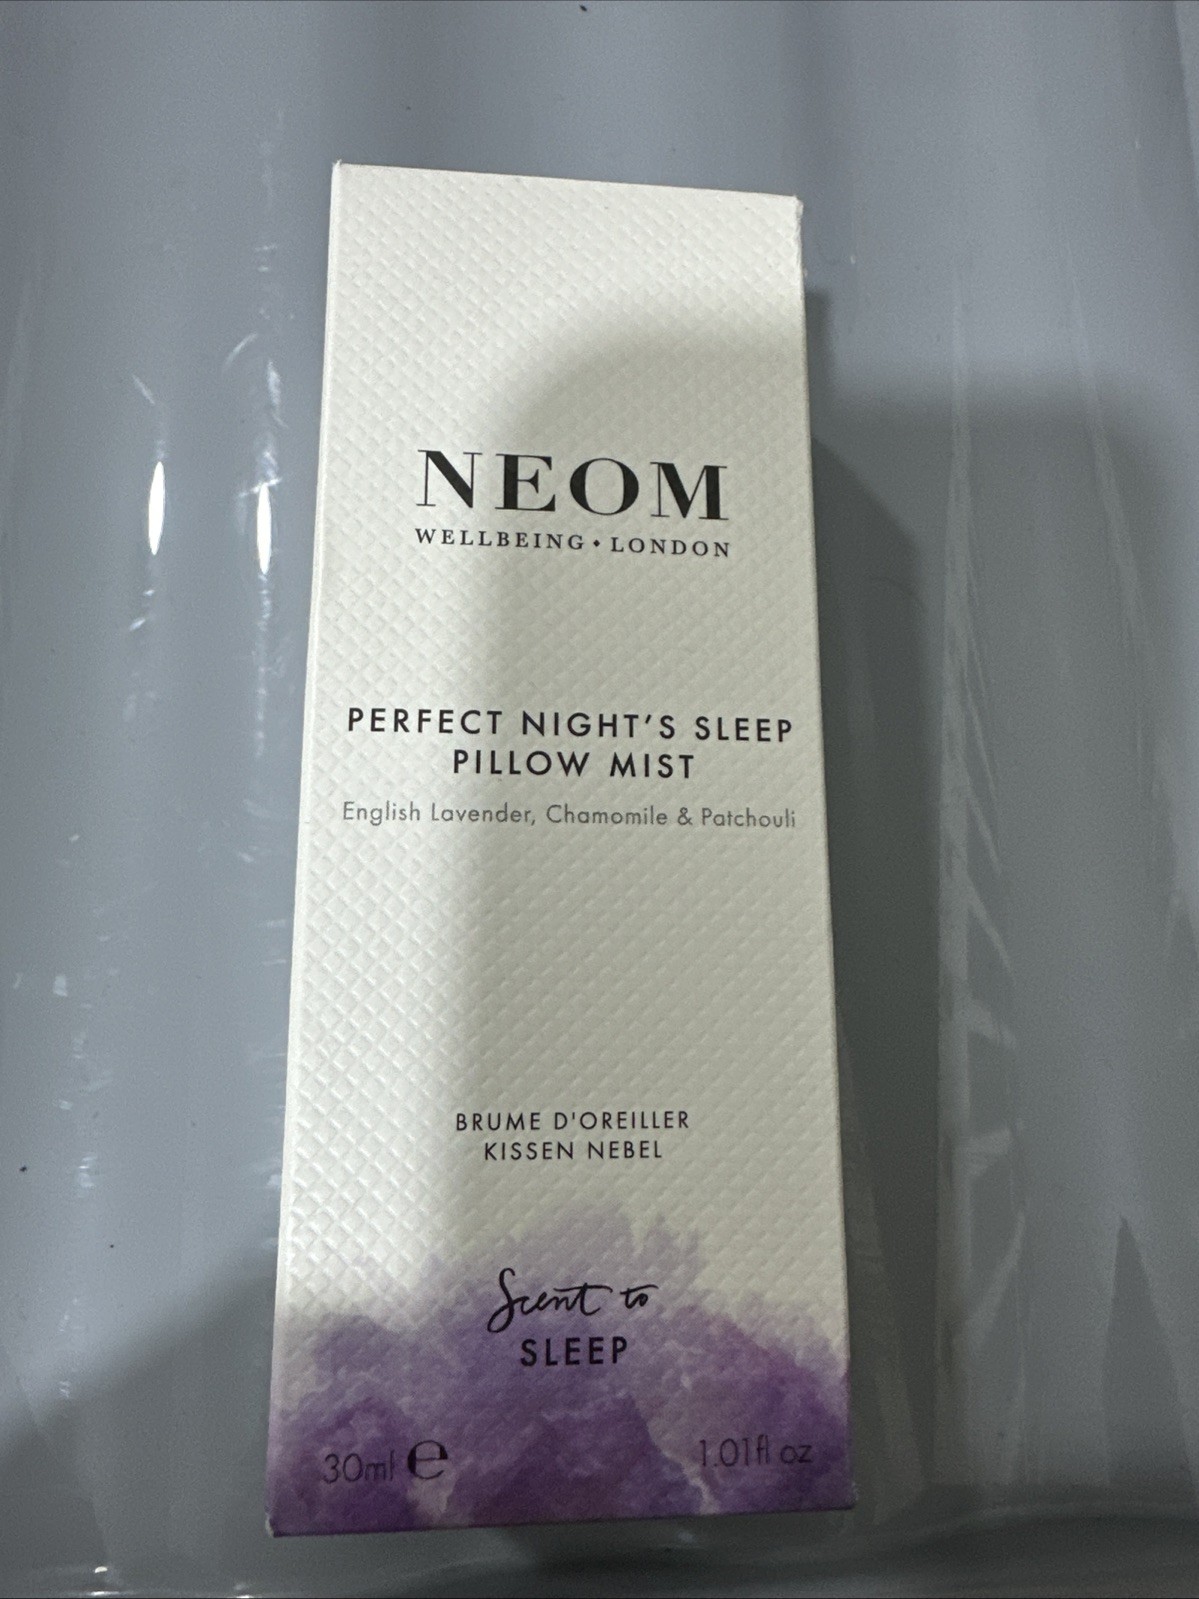 NEOM
WELLBEING • LONDON
PERFECT NIGHT'S SLEEP
PILLOW MIST
English Lavender, Chamomile & Patchouli
BRUME D'OREILLER
KISSEN NEBEL
Scent to
SLEEP
30ml ℮ 1.01fl oz